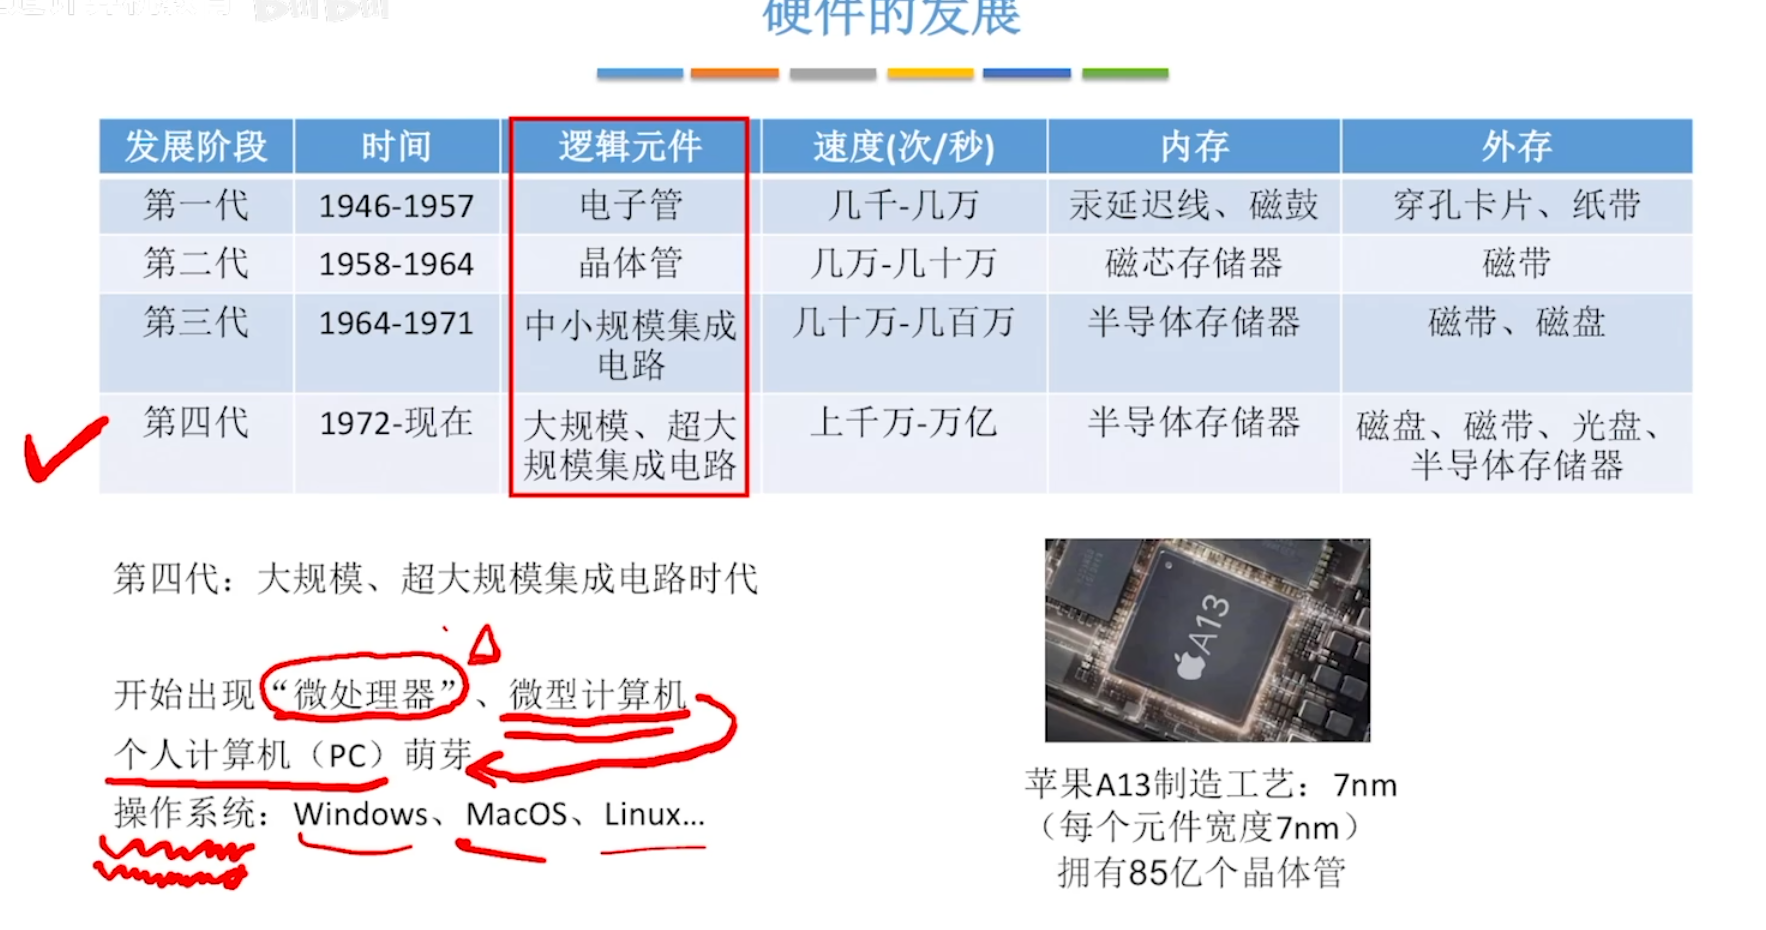 硬件的发展
发展阶段 时间 逻辑元件 速度(次/秒) 内存 外存
第一代 1946-1957 电子管 几千-几万 汞延迟线、磁鼓 穿孔卡片、纸带
第二代 1958-1964 晶体管 几万-几十万 磁芯存储器 磁带
第三代 1964-1971 中小规模集成 几十万-几百万 半导体存储器 磁带、磁盘
电路
第四代 1972-现在 大规模、超大 上千万-万亿 半导体存储器 磁盘、磁带、光盘、
规模集成电路 半导体存储器
第四代：大规模、超大规模集成电路时代
开始出现“微处理器”、微型计算机
个人计算机（PC）萌芽
操作系统：Windows、MacOS、Linux…
A13
苹果A13制造工艺：7nm
（每个元件宽度7nm）
拥有85亿个晶体管